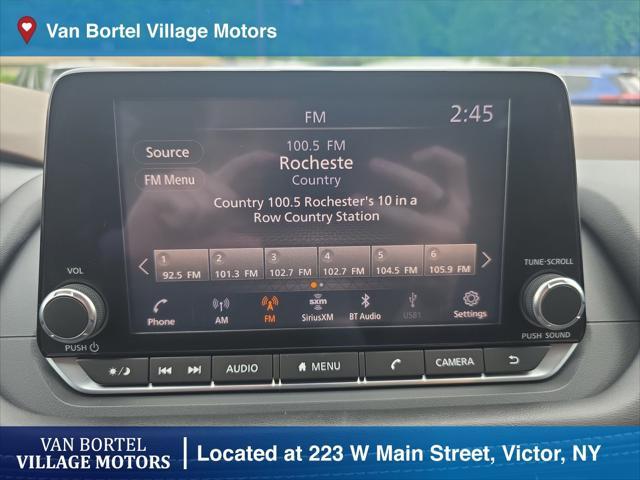 Van Bortel Village Motors
FM
2:45
Source
100.5 FM
Rocheste
FM Menu
Country
Country 100.5 Rochester's 10 in a
Row Country Station
1 2 3 4 5 6
92.5 FM 101.3 FM 102.7 FM 102.7 FM 104.5 FM 105.9 FM
VOL
TUNE·SCROLL
Phone AM FM SiriusXM BT Audio USB1 Settings
sxm
PUSH
PUSH SOUND
AUDIO MENU CAMERA
VAN BORTEL
VILLAGE MOTORS
Located at 223 W Main Street, Victor, NY